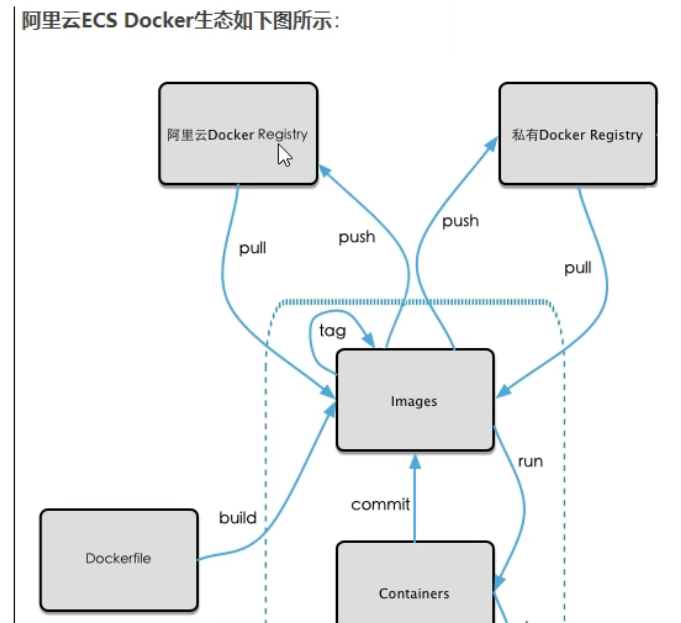 阿里云ECS Docker生态如下图所示：
阿里云Docker Registry
私有Docker Registry
push
push
pull
pull
tag
Images
run
commit
build
Dockerfile
Containers